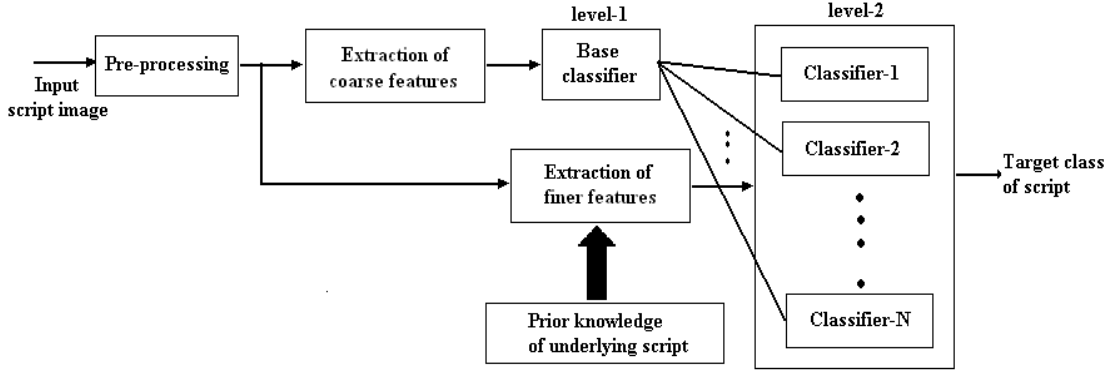 level-1
level-2
Input
script image
Pre-processing
Extraction of
coarse features
Base
classifier
Classifier-1
Classifier-2
Extraction of
finer features
Target class
of script
Prior knowledge
of underlying script
Classifier-N